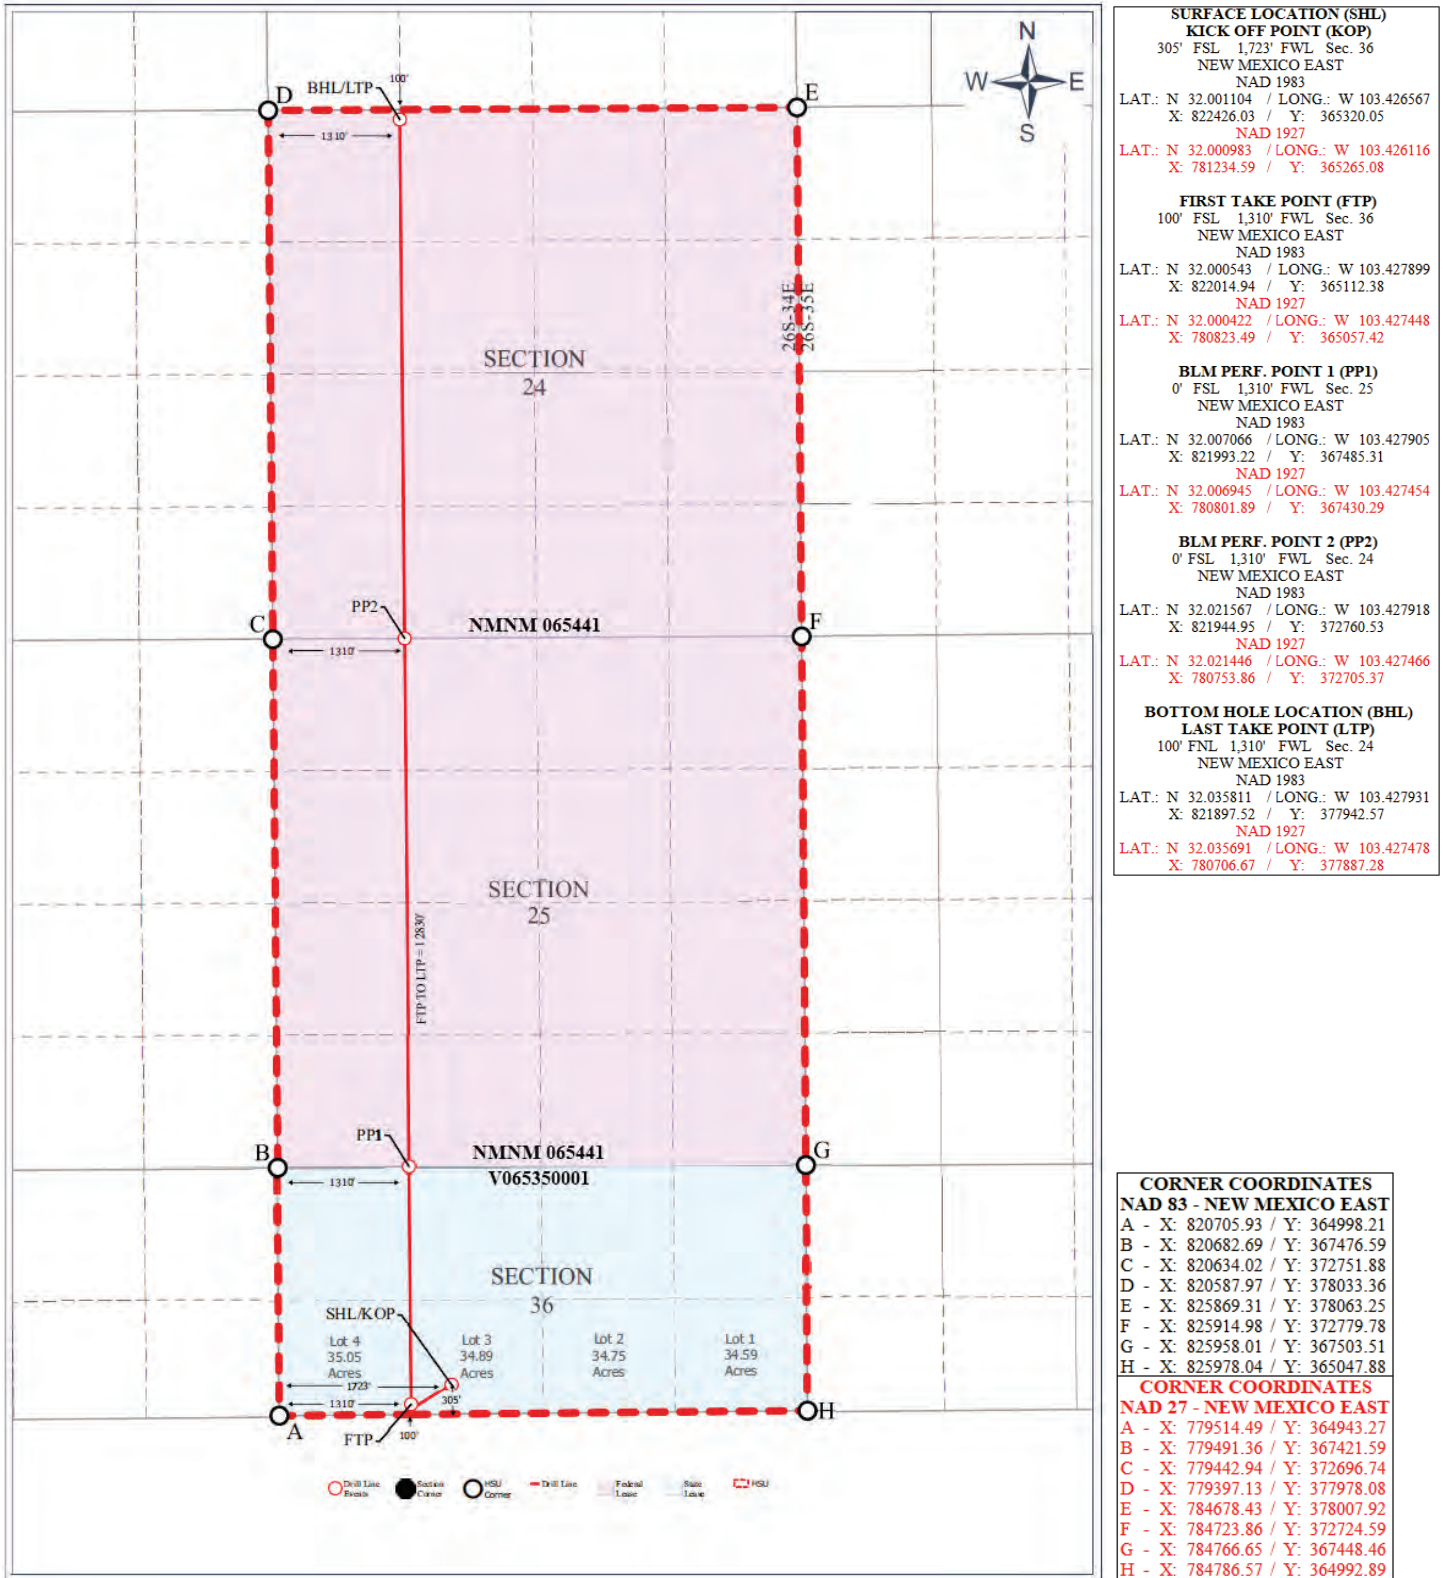 N
W E
S
D
BHL/LTP
100'
E
1310'
26S-34E
26S-35E
SECTION
24
PP2
C
NMNM 065441
F
1310'
SECTION
25
FTP TO LTP = 12830'
PP1
B
NMNM 065441
G
V065350001
1310'
SECTION
36
SHL/KOP
Lot 4
35.05
Acres
Lot 3
34.89
Acres
Lot 2
34.75
Acres
Lot 1
34.59
Acres
1723'
1310'
305'
A
H
FTP
100'
Drill Line
Events
Section
Corner
HSU
Corner
Drill Line
Federal
Lease
State
Lease
HSU
SURFACE LOCATION (SHL)
KICK OFF POINT (KOP)
305' FSL 1,723' FWL Sec. 36
NEW MEXICO EAST
NAD 1983
LAT.: N 32.001104 / LONG.: W 103.426567
X: 822426.03 / Y: 365320.05
NAD 1927
LAT.: N 32.000983 / LONG.: W 103.426116
X: 781234.59 / Y: 365265.08
FIRST TAKE POINT (FTP)
100' FSL 1,310' FWL Sec. 36
NEW MEXICO EAST
NAD 1983
LAT.: N 32.000543 / LONG.: W 103.427899
X: 822014.94 / Y: 365112.38
NAD 1927
LAT.: N 32.000422 / LONG.: W 103.427448
X: 780823.49 / Y: 365057.42
BLM PERF. POINT 1 (PP1)
0' FSL 1,310' FWL Sec. 25
NEW MEXICO EAST
NAD 1983
LAT.: N 32.007066 / LONG.: W 103.427905
X: 821993.22 / Y: 367485.31
NAD 1927
LAT.: N 32.006945 / LONG.: W 103.427454
X: 780801.89 / Y: 367430.29
BLM PERF. POINT 2 (PP2)
0' FSL 1,310' FWL Sec. 24
NEW MEXICO EAST
NAD 1983
LAT.: N 32.021567 / LONG.: W 103.427918
X: 821944.95 / Y: 372760.53
NAD 1927
LAT.: N 32.021446 / LONG.: W 103.427466
X: 780753.86 / Y: 372705.37
BOTTOM HOLE LOCATION (BHL)
LAST TAKE POINT (LTP)
100' FNL 1,310' FWL Sec. 24
NEW MEXICO EAST
NAD 1983
LAT.: N 32.035811 / LONG.: W 103.427931
X: 821897.52 / Y: 377942.57
NAD 1927
LAT.: N 32.035691 / LONG.: W 103.427478
X: 780706.67 / Y: 377887.28
CORNER COORDINATES
NAD 83 - NEW MEXICO EAST
A - X: 820705.93 / Y: 364998.21
B - X: 820682.69 / Y: 367476.59
C - X: 820634.02 / Y: 372751.88
D - X: 820587.97 / Y: 378033.36
E - X: 825869.31 / Y: 378063.25
F - X: 825914.98 / Y: 372779.78
G - X: 825958.01 / Y: 367503.51
H - X: 825978.04 / Y: 365047.88
CORNER COORDINATES
NAD 27 - NEW MEXICO EAST
A - X: 779514.49 / Y: 364943.27
B - X: 779491.36 / Y: 367421.59
C - X: 779442.94 / Y: 372696.74
D - X: 779397.13 / Y: 377978.08
E - X: 784678.43 / Y: 378007.92
F - X: 784723.86 / Y: 372724.59
G - X: 784766.65 / Y: 367448.46
H - X: 784786.57 / Y: 364992.89